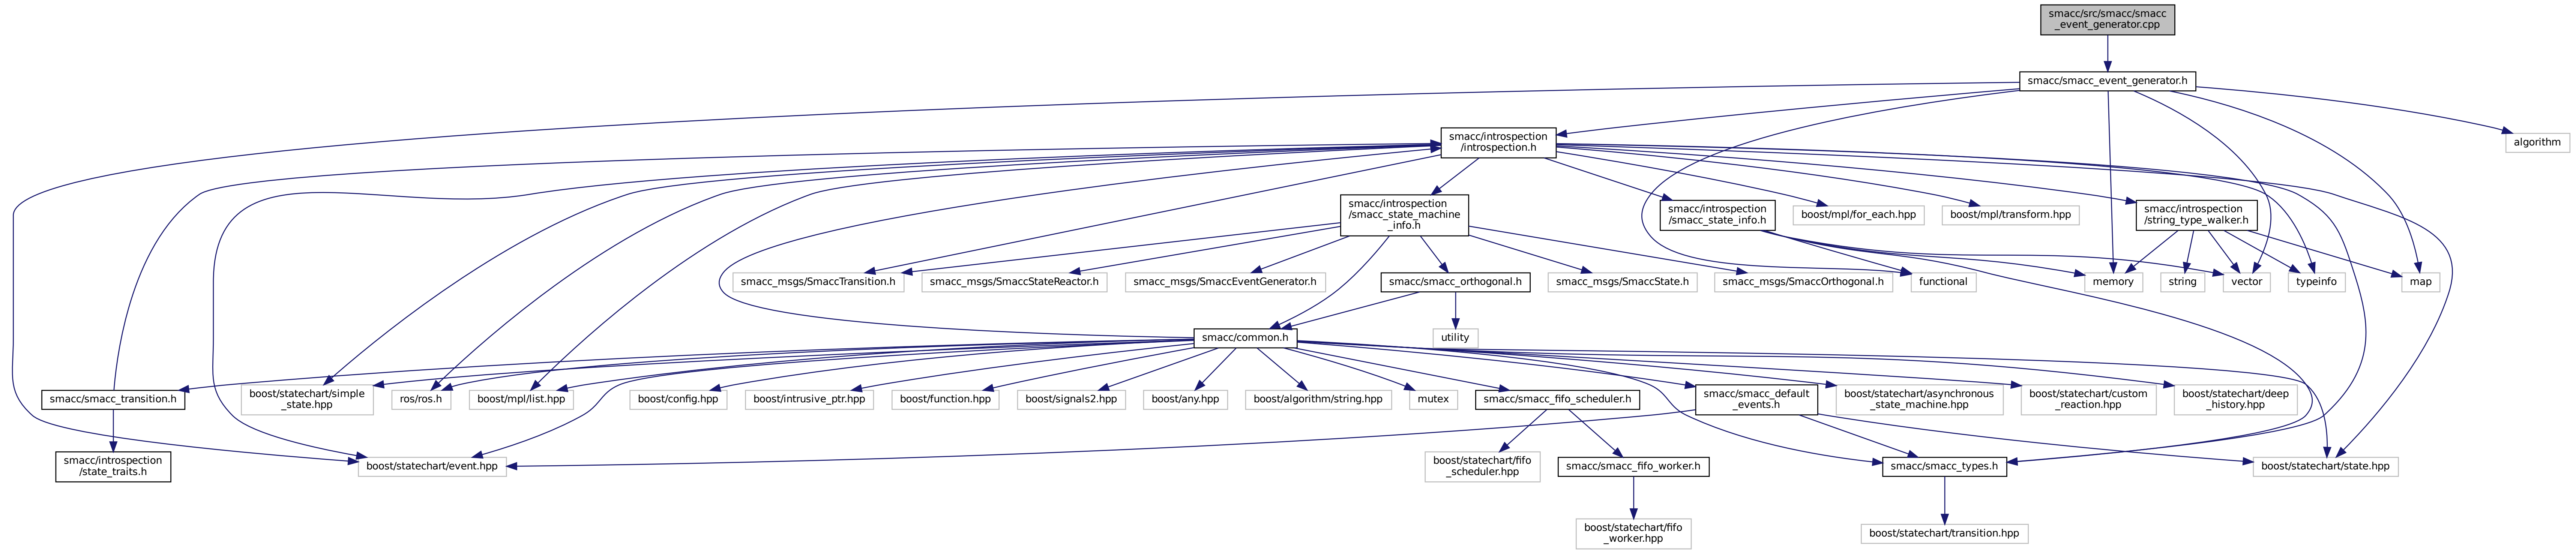 smacc/src/smacc/smacc
_event_generator.cpp
smacc/smacc_event_generator.h
smacc/introspection
/introspection.h
algorithm
smacc/introspection
/smacc_state_machine
_info.h
smacc/introspection
/smacc_state_info.h
boost/mpl/for_each.hpp
boost/mpl/transform.hpp
smacc/introspection
/string_type_walker.h
smacc_msgs/SmaccTransition.h
smacc_msgs/SmaccStateReactor.h
smacc_msgs/SmaccEventGenerator.h
smacc/smacc_orthogonal.h
smacc_msgs/SmaccState.h
smacc_msgs/SmaccOrthogonal.h
functional
memory
string
vector
typeinfo
map
smacc/common.h
utility
smacc/smacc_transition.h
boost/statechart/simple
_state.hpp
ros/ros.h
boost/mpl/list.hpp
boost/config.hpp
boost/intrusive_ptr.hpp
boost/function.hpp
boost/signals2.hpp
boost/any.hpp
boost/algorithm/string.hpp
mutex
smacc/smacc_fifo_scheduler.h
smacc/smacc_default
_events.h
boost/statechart/asynchronous
_state_machine.hpp
boost/statechart/custom
_reaction.hpp
boost/statechart/deep
_history.hpp
smacc/introspection
/state_traits.h
boost/statechart/event.hpp
boost/statechart/fifo
_scheduler.hpp
smacc/smacc_fifo_worker.h
smacc/smacc_types.h
boost/statechart/state.hpp
boost/statechart/fifo
_worker.hpp
boost/statechart/transition.hpp